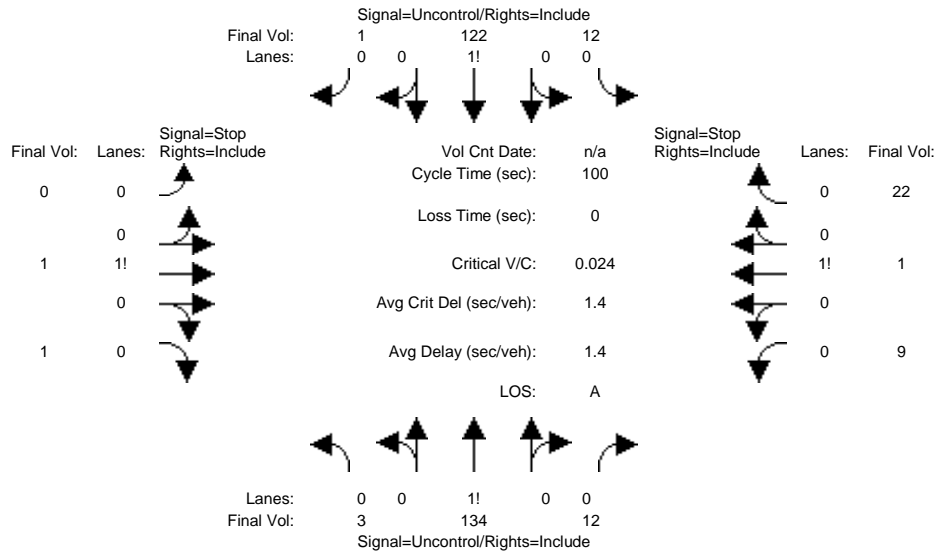 Signal=Uncontrol/Rights=Include
Final Vol: 1 122 12
Lanes: 0 0 1! 0 0
Signal=Stop
Final Vol: Lanes: Rights=Include
Vol Cnt Date: n/a
Signal=Stop
Rights=Include Lanes: Final Vol:
Cycle Time (sec): 100
0 0
0 22
Loss Time (sec): 0
0
0
1 1!
Critical V/C: 0.024
1! 1
0
Avg Crit Del (sec/veh): 1.4
0
1 0
Avg Delay (sec/veh): 1.4
0 9
LOS: A
Lanes: 0 0 1! 0 0
Final Vol: 3 134 12
Signal=Uncontrol/Rights=Include